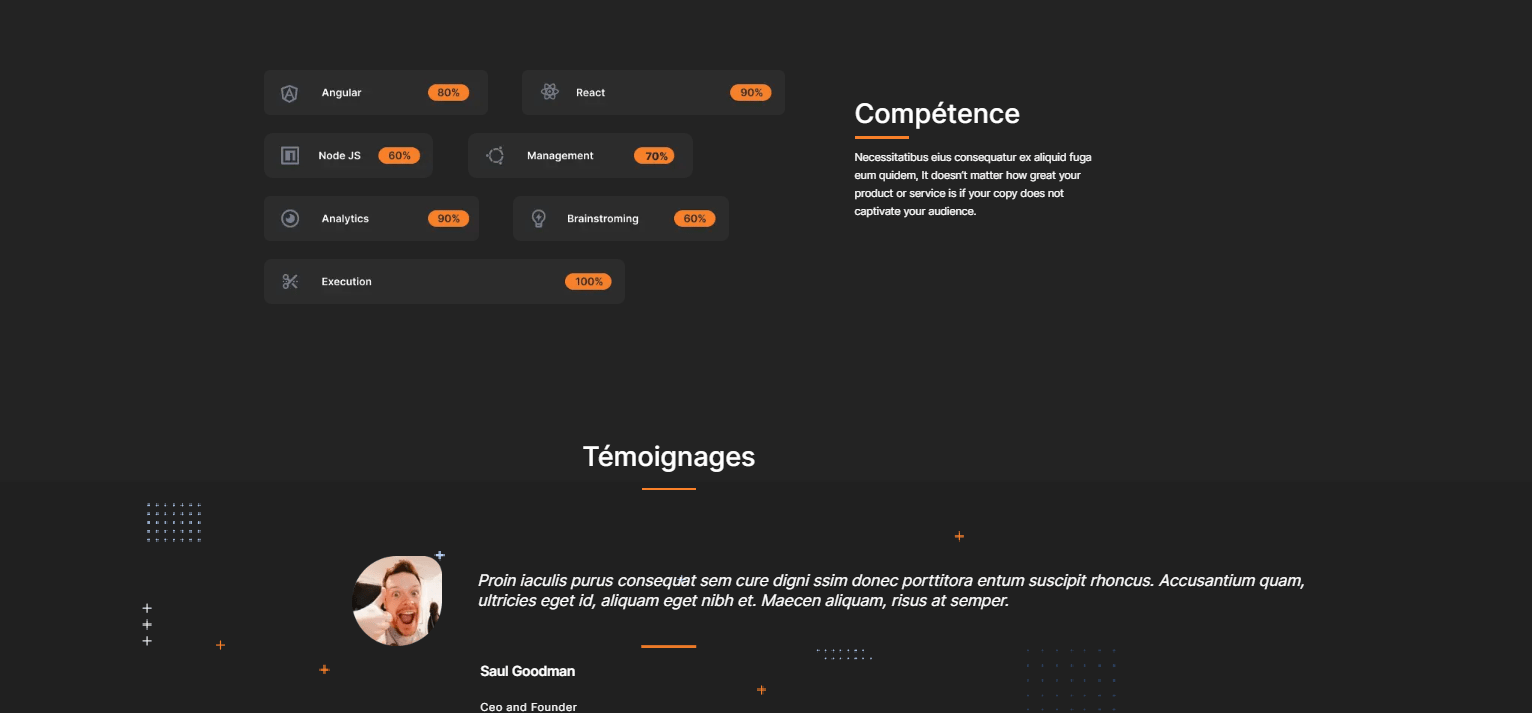 Angular 80%
React 90%
Node JS 60%
Management 70%
Analytics 90%
Brainstroming 60%
Execution 100%
Compétence
Necessitatibus eius consequatur ex aliquid fuga
eum quidem, It doesn't matter how great your
product or service is if your copy does not
captivate your audience.
Témoignages
Proin iaculis purus consequat sem cure digni ssim donec porttitora entum suscipit rhoncus. Accusantium quam,
ultricies eget id, aliquam eget nibh et. Maecen aliquam, risus at semper.
Saul Goodman
Ceo and Founder